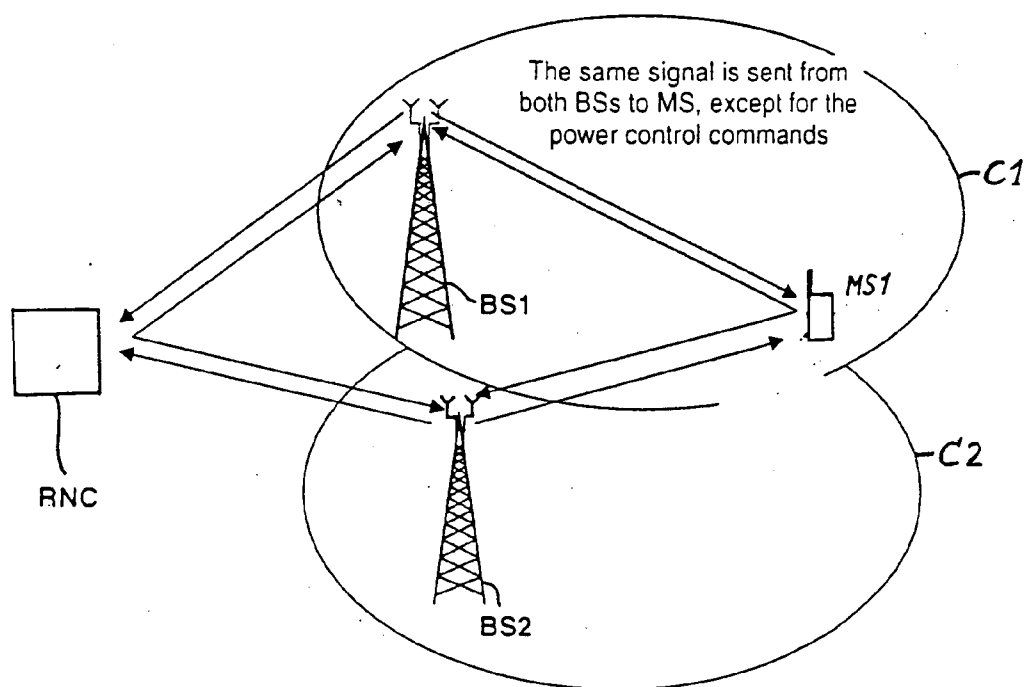 The same signal is sent from
both BSs to MS, except for the
power control commands
C1
MS1
BS1
C2
RNC
BS2